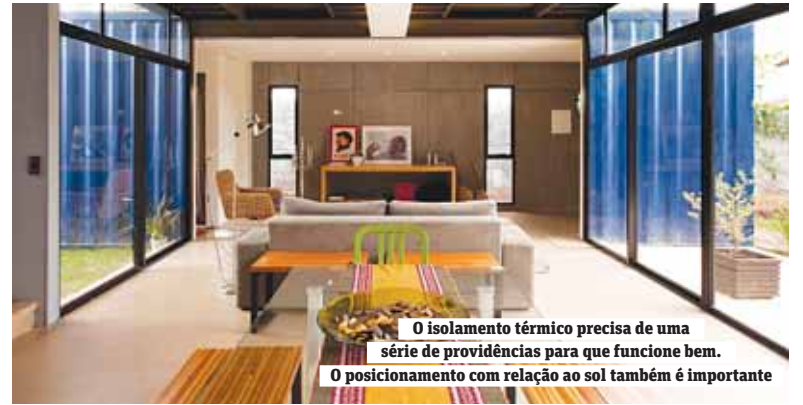 O isolamento térmico precisa de uma
série de providências para que funcione bem.
O posicionamento com relação ao sol também é importante